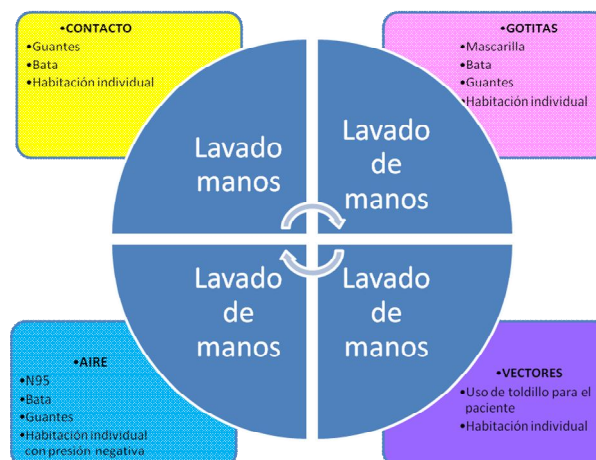 •CONTACTO
•Guantes
•Bata
•Habitación individual
•GOTITAS
•Mascarilla
•Bata
•Guantes
•Habitación individual
Lavado
manos
Lavado
de
manos
Lavado
de
manos
Lavado
de
manos
•AIRE
•N95
•Bata
•Guantes
•Habitación individual
con presión negativa
•VECTORES
•Uso de toldillo para el
paciente
•Habitación individual